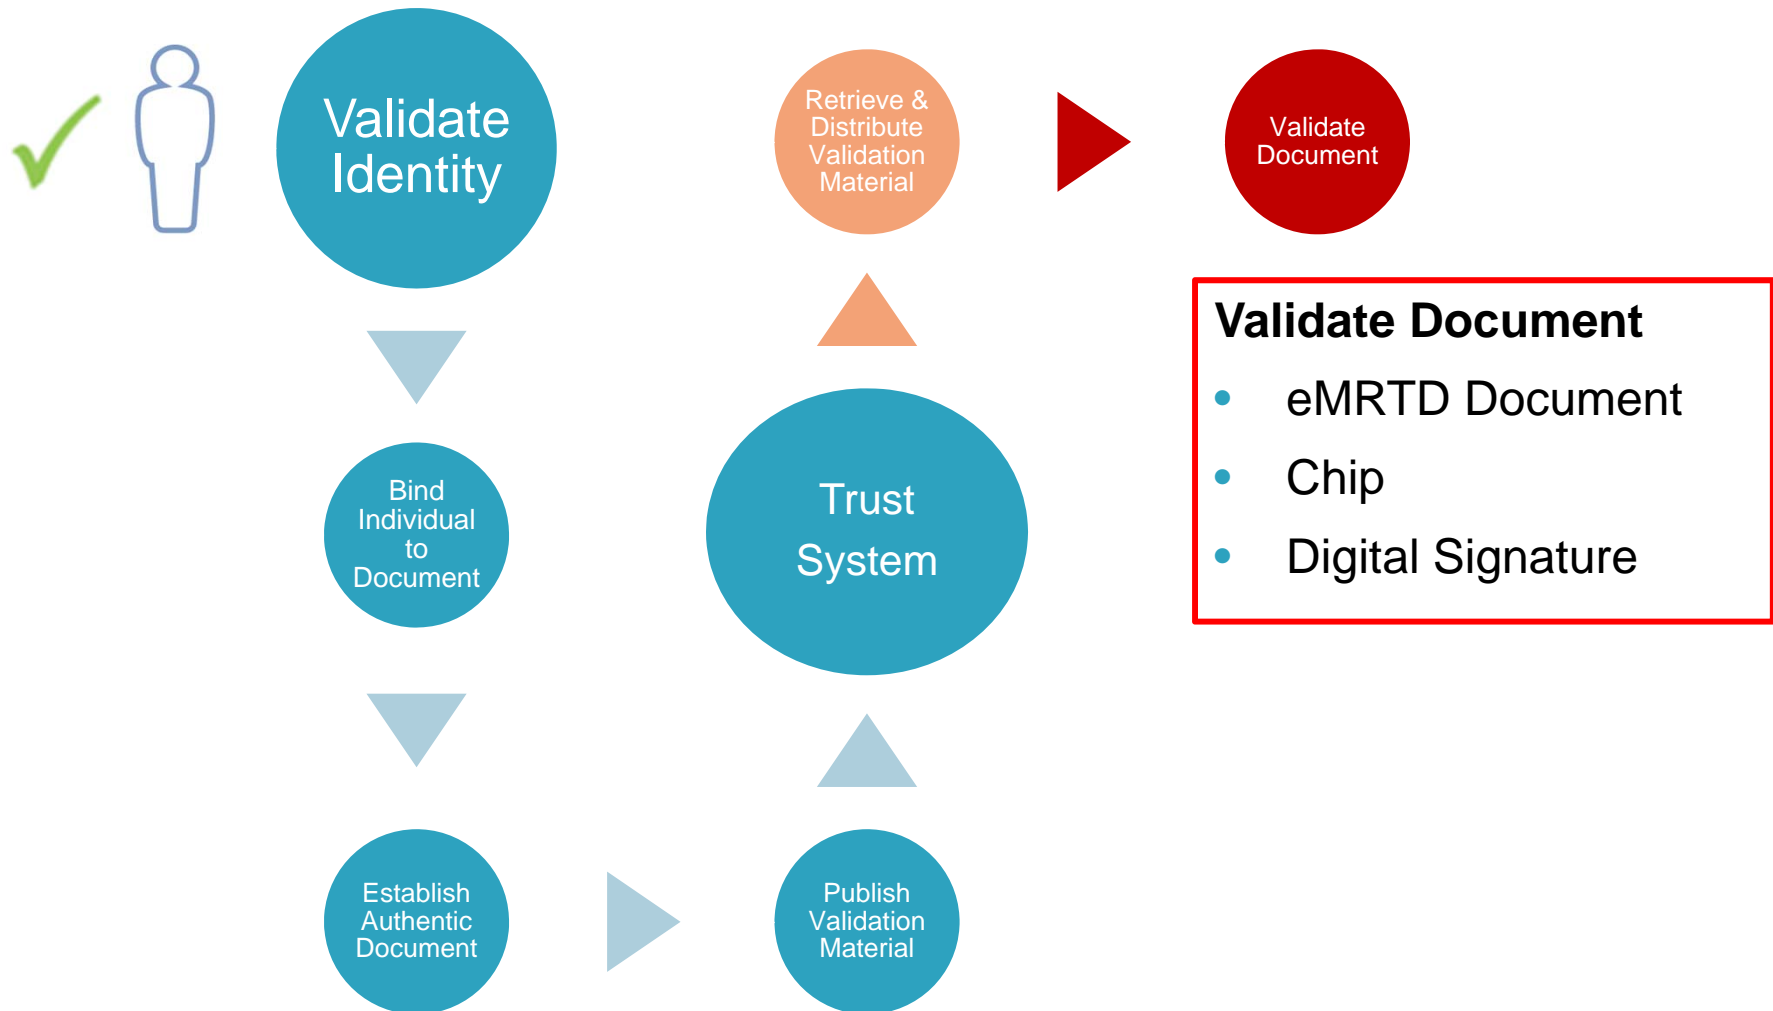 Validate
Identity
Bind
Individual
to
Document
Establish
Authentic
Document
Publish
Validation
Material
Trust
System
Retrieve &
Distribute
Validation
Material
Validate
Document
Validate Document
• eMRTD Document
• Chip
• Digital Signature